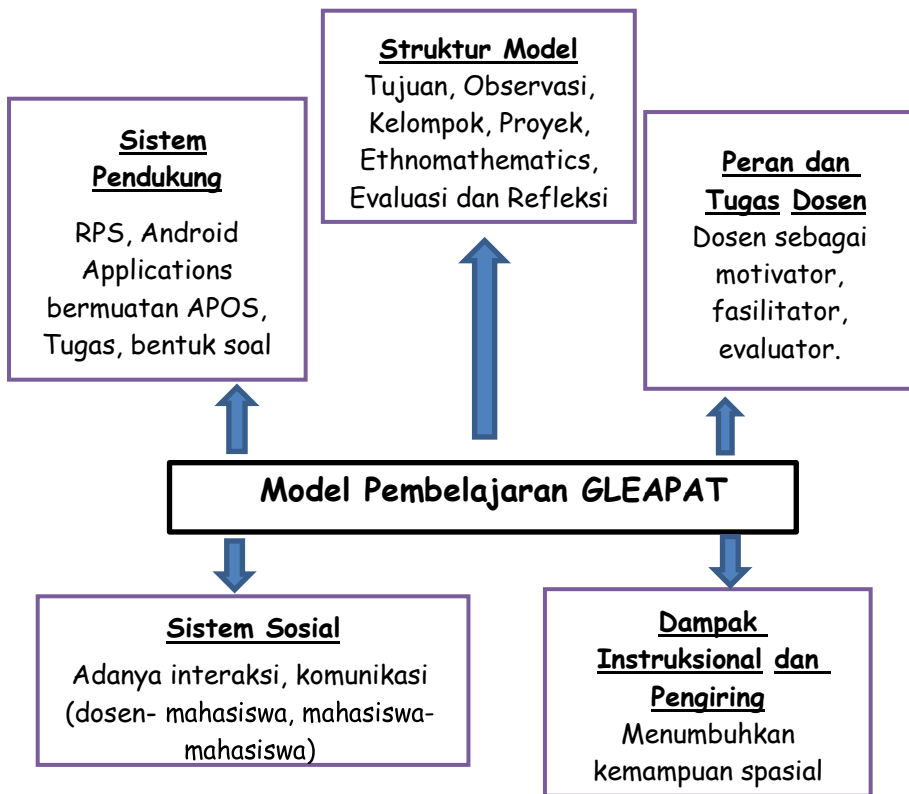 Struktur Model
Tujuan, Observasi,
Kelompok, Proyek,
Ethnomathematics,
Evaluasi dan Refleksi
Sistem
Pendukung
RPS, Android
Applications
bermuatan APOS,
Tugas, bentuk soal
Peran dan
Tugas Dosen
Dosen sebagai
motivator,
fasilitator,
evaluator.
Model Pembelajaran GLEAPAT
Sistem Sosial
Adanya interaksi, komunikasi
(dosen- mahasiswa, mahasiswa-
mahasiswa)
Dampak
Instruksional dan
Pengiring
Menumbuhkan
kemampuan spasial